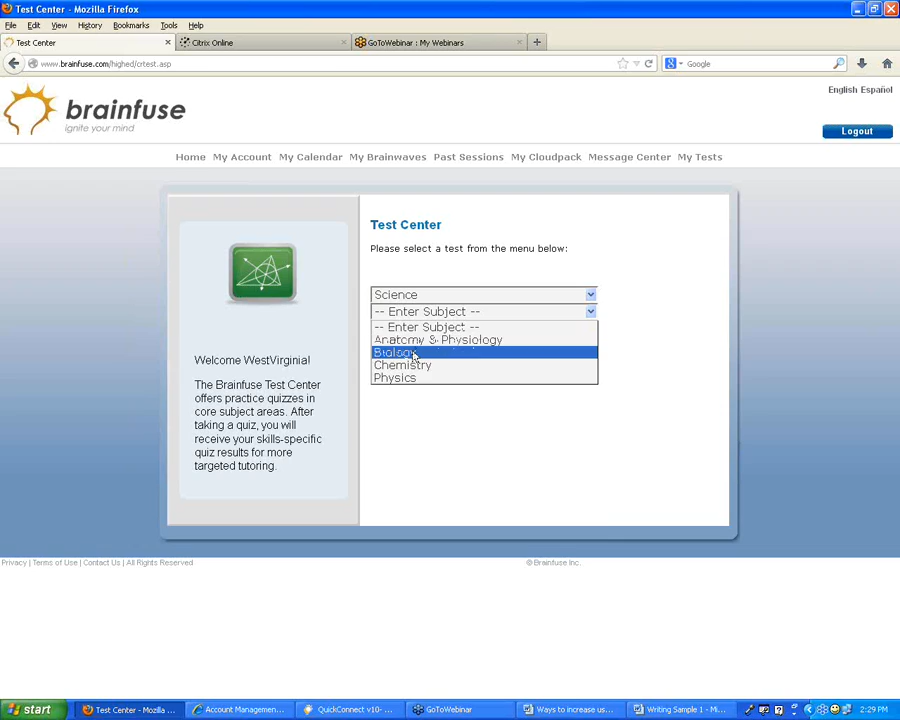 Test Center - Mozilla Firefox
File Edit View History Bookmarks Tools Help
Test Center Citrix Online GoToWebinar : My Webinars
www.brainfuse.com/highed/crtest.asp Google
English Español
brainfuse
ignite your mind
Logout
Home My Account My Calendar My Brainwaves Past Sessions My Cloudpack Message Center My Tests
Test Center
Please select a test from the menu below:
Science
-- Enter Subject --
-- Enter Subject --
Anatomy & Physiology
Biology
Chemistry
Physics
Welcome WestVirginia!
The Brainfuse Test Center
offers practice quizzes in
core subject areas. After
taking a quiz, you will
receive your skills-specific
quiz results for more
targeted tutoring.
Privacy | Terms of Use | Contact Us | All Rights Reserved
© Brainfuse Inc.
start Test Center - Mozilla ... Account Managemen... QuickConnect v10- ... GoToWebinar Ways to increase us... Writing Sample 1 - Mi... 2:29 PM